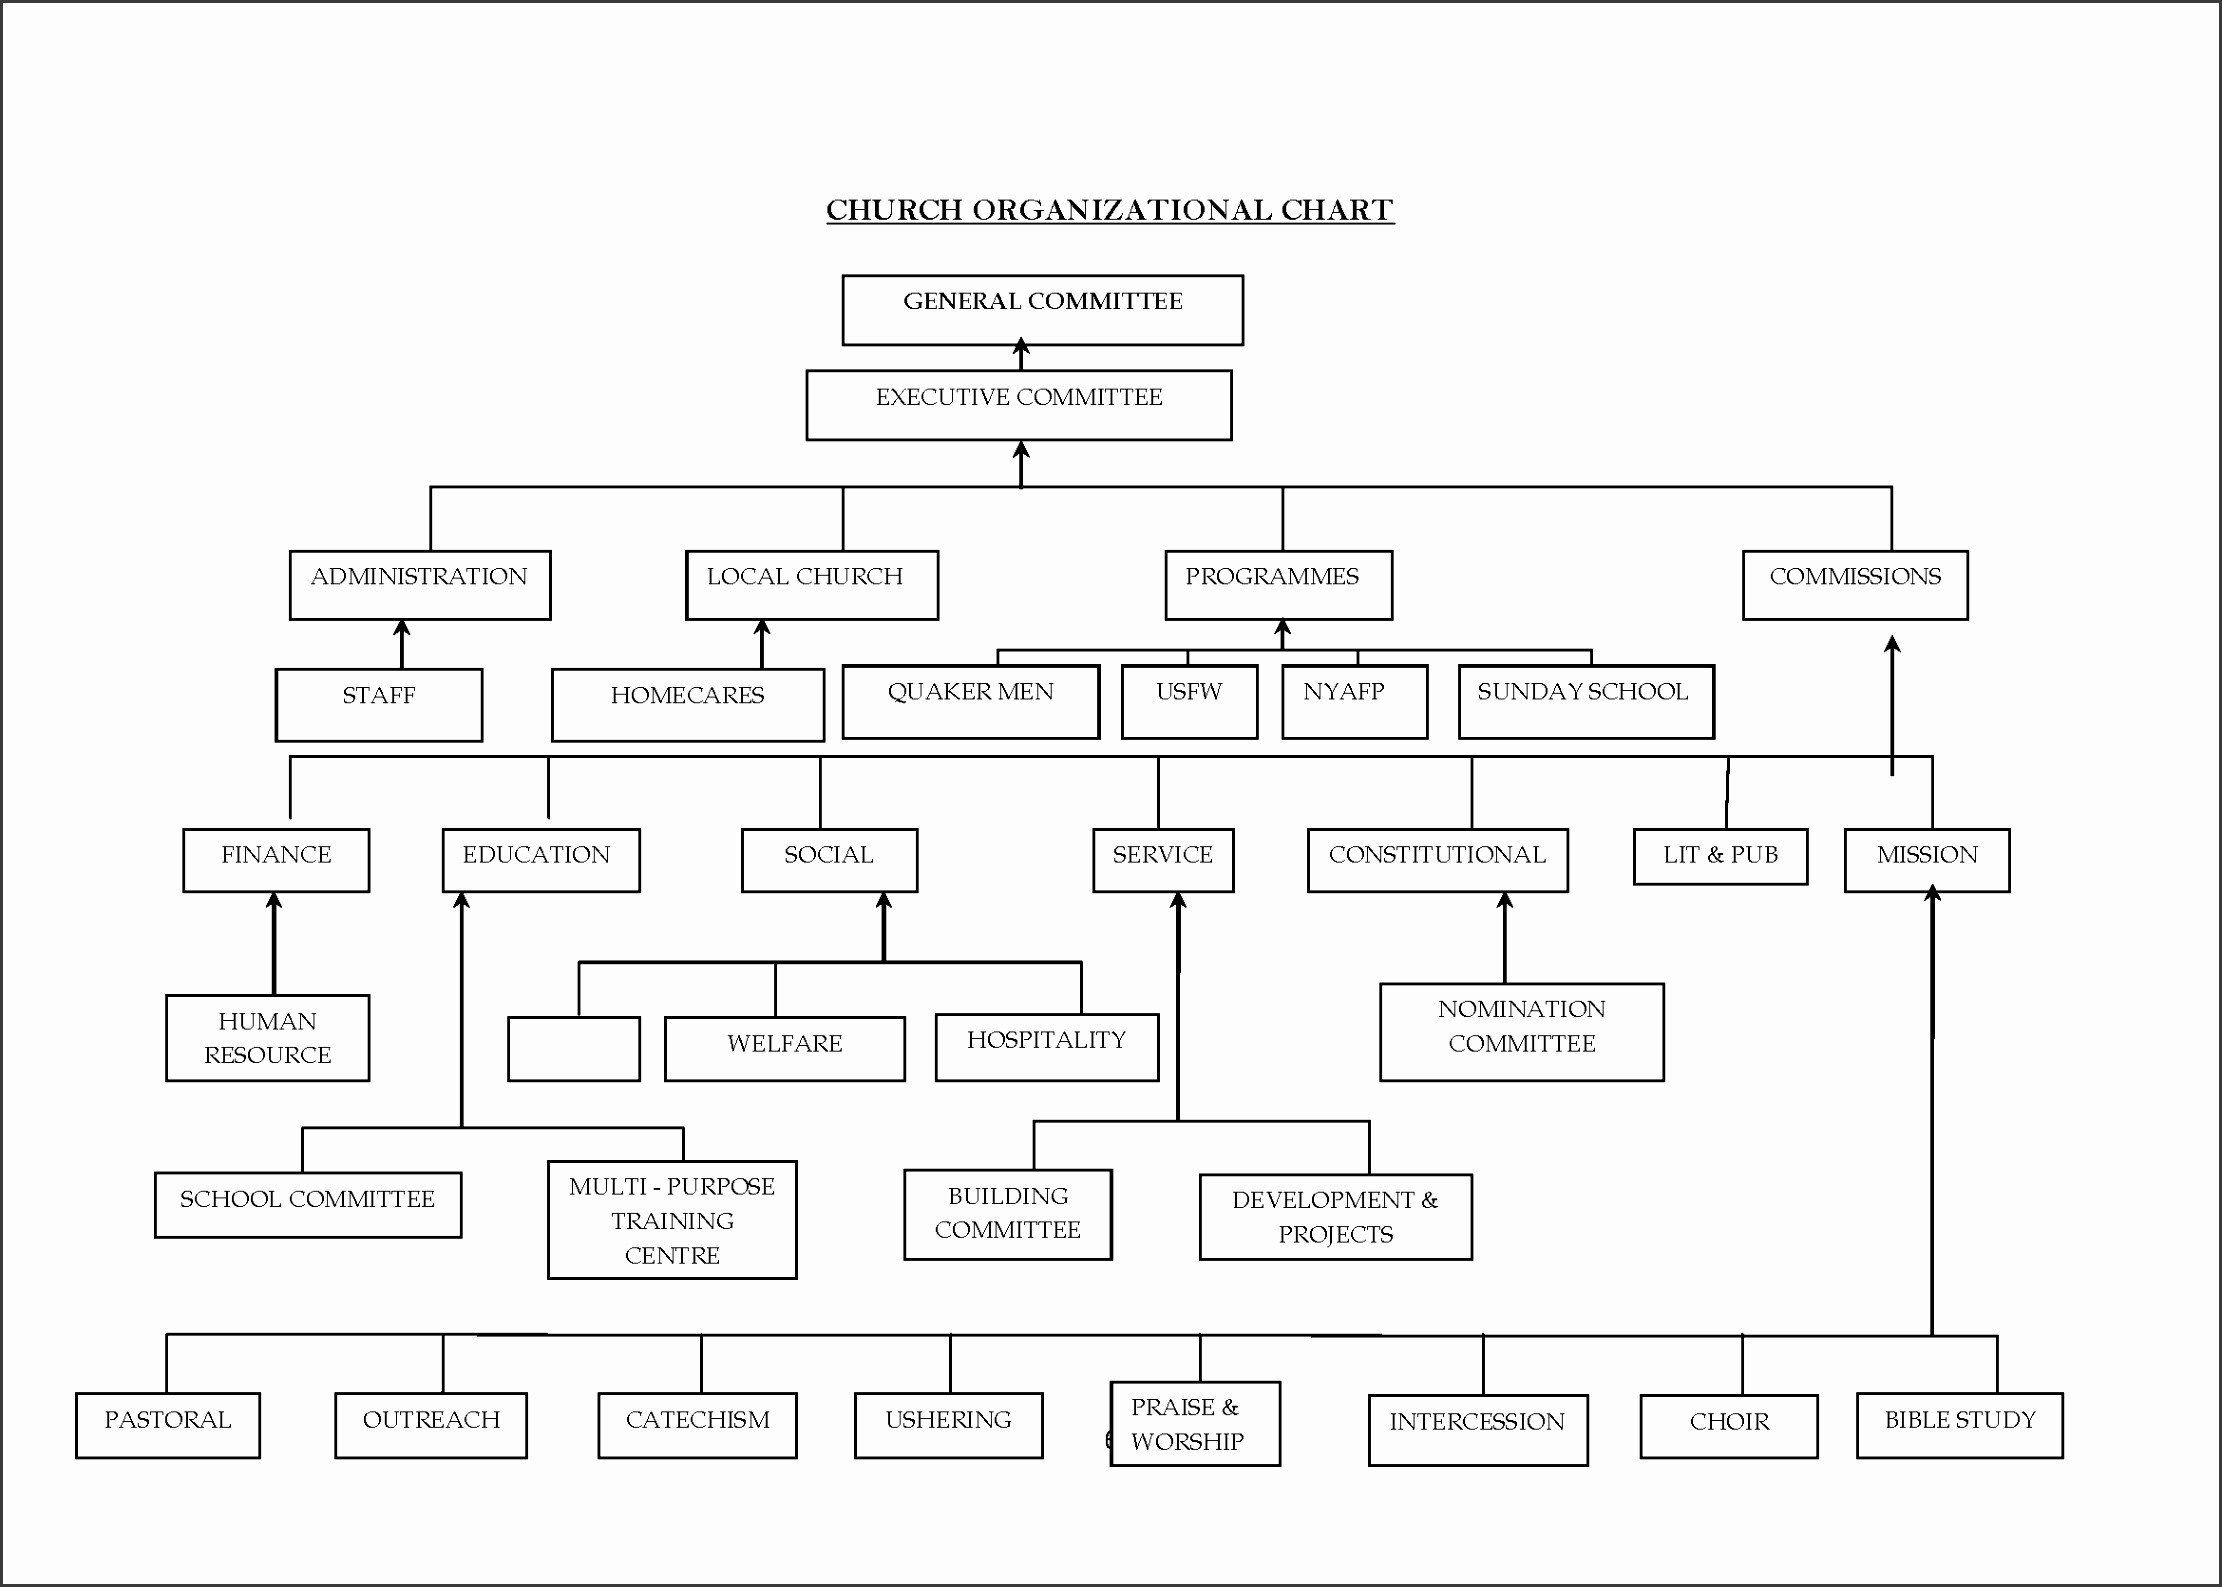 CHURCH ORGANIZATIONAL CHART
GENERAL COMMITTEE
EXECUTIVE COMMITTEE
ADMINISTRATION
LOCAL CHURCH
PROGRAMMES
COMMISSIONS
STAFF
HOMECARES
QUAKER MEN
USFW
NYAFP
SUNDAY SCHOOL
FINANCE
EDUCATION
SOCIAL
SERVICE
CONSTITUTIONAL
LIT & PUB
MISSION
HUMAN
RESOURCE
WELFARE
HOSPITALITY
NOMINATION
COMMITTEE
SCHOOL COMMITTEE
MULTI - PURPOSE
TRAINING
CENTRE
BUILDING
COMMITTEE
DEVELOPMENT &
PROJECTS
PASTORAL
OUTREACH
CATECHISM
USHERING
PRAISE &
WORSHIP
INTERCESSION
CHOIR
BIBLE STUDY